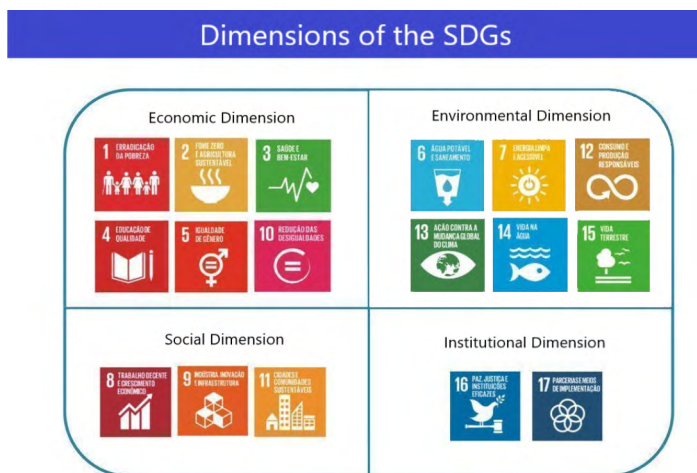 Dimensions of the SDGs
Economic Dimension
1 ERRADICAÇÃO
DA POBREZA
2 FOME ZERO
E AGRICULTURA
SUSTENTÁVEL
3 SAÚDE E
BEM-ESTAR
4 EDUCAÇÃO DE
QUALIDADE
5 IGUALDADE
DE GÊNERO
10 REDUÇÃO DAS
DESIGUALDADES
Environmental Dimension
6 ÁGUA POTÁVEL
E SANEAMENTO
7 ENERGIA LIMPA
E ACESSÍVEL
12 CONSUMO E
PRODUÇÃO
RESPONSÁVEIS
13 AÇÃO CONTRA A
MUDANÇA GLOBAL
DO CLIMA
14 VIDA NA
ÁGUA
15 VIDA
TERRESTRE
Social Dimension
8 TRABALHO DECENTE
E CRESCIMENTO
ECONÔMICO
9 INDÚSTRIA, INOVAÇÃO
E INFRAESTRUTURA
11 CIDADES E
COMUNIDADES
SUSTENTÁVEIS
Institutional Dimension
16 PAZ, JUSTIÇA E
INSTITUIÇÕES
EFICAZES
17 PARCERIAS E MEIOS
DE IMPLEMENTAÇÃO